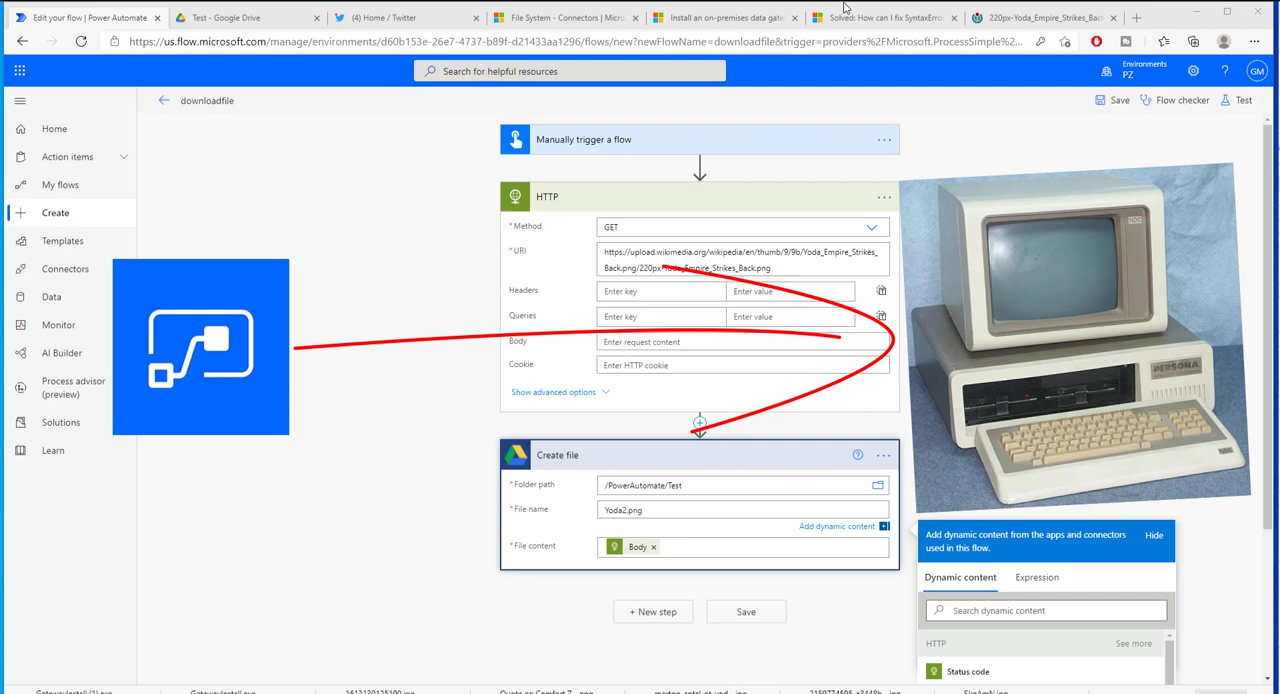 Edit your flow | Power Automate
Test - Google Drive
(4) Home / Twitter
File System - Connectors | Micros
Install an on-premises data gatew
Solved: How can I fix SyntaxError
220px-Yoda_Empire_Strikes_Bac
https://us.flow.microsoft.com/manage/environments/d60b153e-26e7-4737-b89f-d21433aa1296/flows/new?newFlowName=downloadfile&trigger=providers%2FMicrosoft.ProcessSimple%2C...
Search for helpful resources
Environments
PZ
GM
downloadfile
Save
Flow checker
Test
Home
Action items
My flows
Create
Templates
Connectors
Data
Monitor
AI Builder
Process advisor
(preview)
Solutions
Learn
Manually trigger a flow
HTTP
* Method
GET
* URI
https://upload.wikimedia.org/wikipedia/en/thumb/9/9b/Yoda_Empire_Strikes_
Back.png/220px-Yoda_Empire_Strikes_Back.png
Headers
Enter key
Enter value
Queries
Enter key
Enter value
Body
Enter request content
Cookie
Enter HTTP cookie
Show advanced options
Create file
* Folder path
/PowerAutomate/Test
* File name
Yoda2.png
Add dynamic content
* File content
Body
+ New step
Save
PERSONA
NDC
Add dynamic content from the apps and connectors
used in this flow.
Hide
Dynamic content
Expression
Search dynamic content
HTTP
See more
Status code